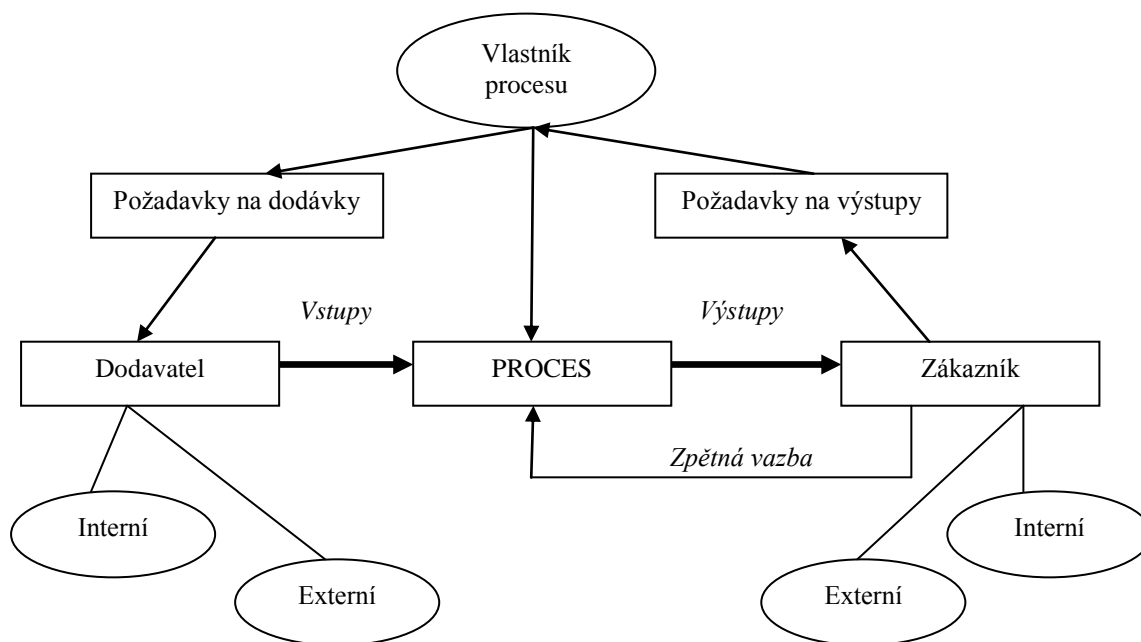 Vlastník
procesu
Požadavky na dodávky
Požadavky na výstupy
Vstupy
Výstupy
Dodavatel
PROCES
Zákazník
Zpětná vazba
Interní
Interní
Externí
Externí